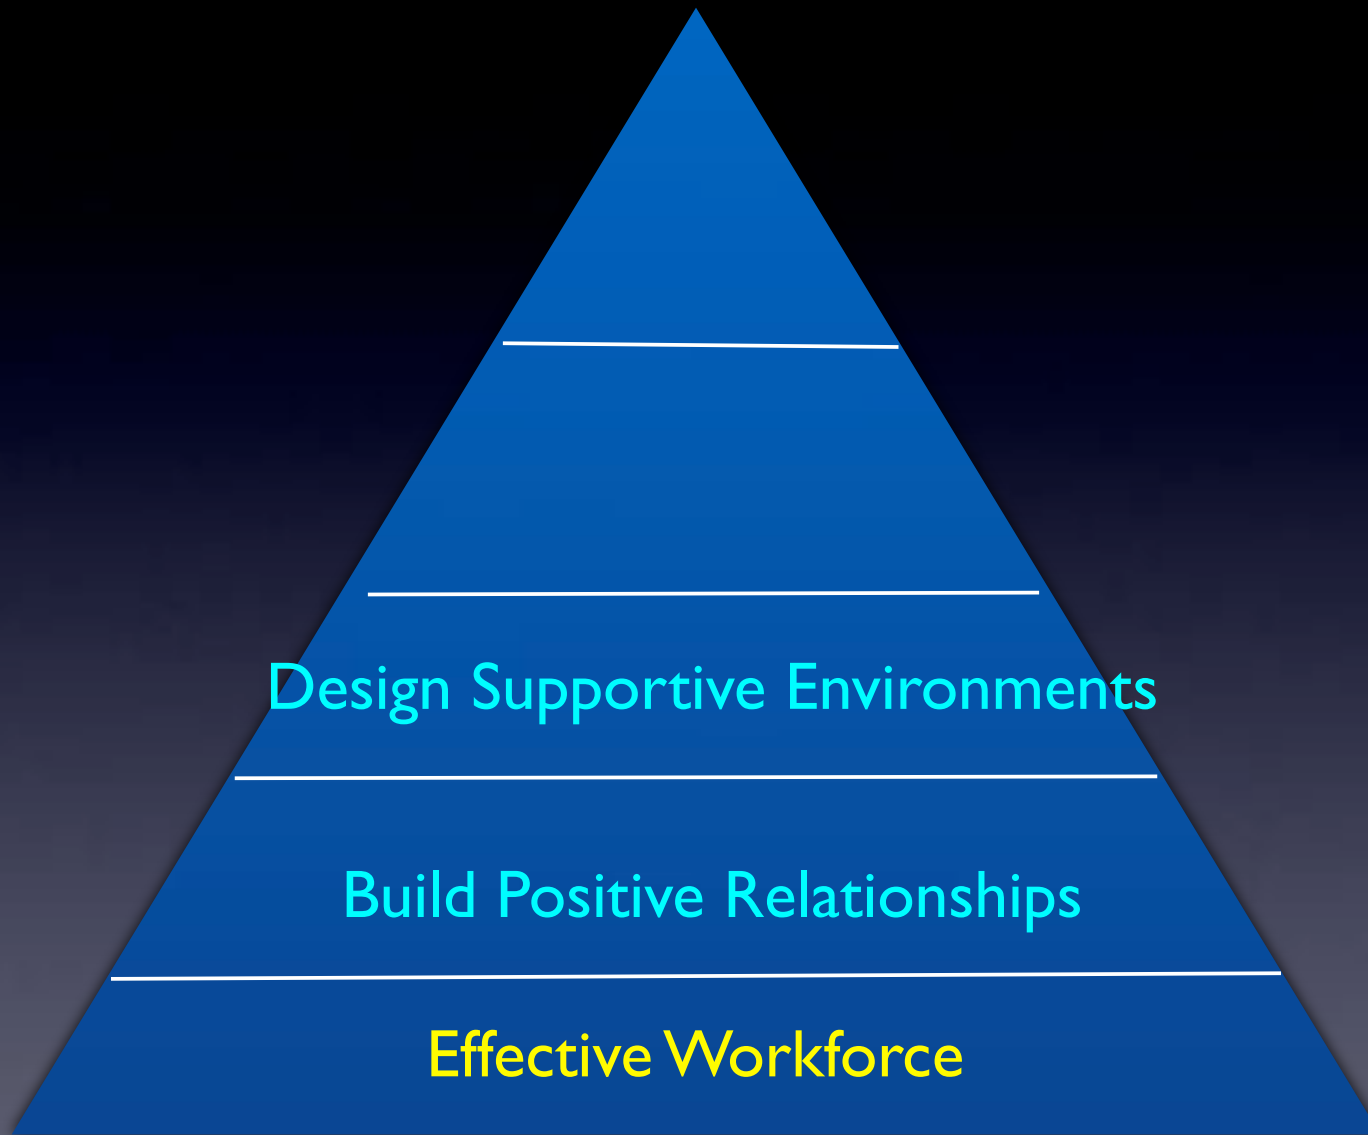 Design Supportive Environments
Build Positive Relationships
Effective Workforce